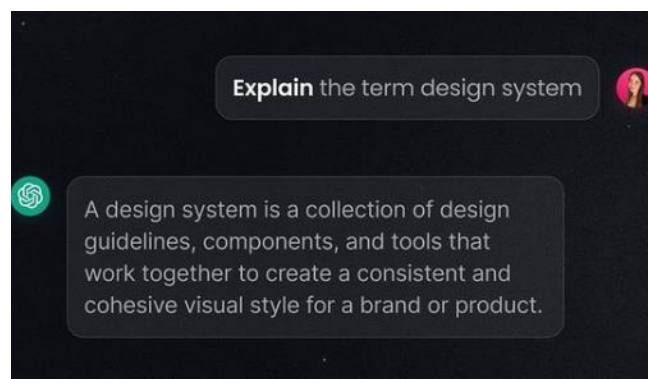 Explain the term design system
A design system is a collection of design
guidelines, components, and tools that
work together to create a consistent and
cohesive visual style for a brand or product.